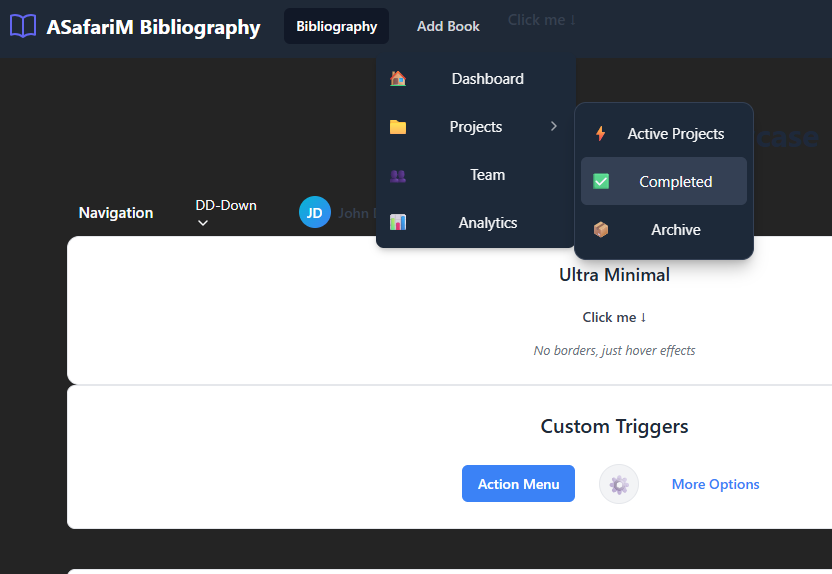 ASafariM Bibliography
Bibliography
Add Book
Click me ↓
Dashboard
Projects
Team
Analytics
Active Projects
Completed
Archive
case
Navigation
DD-Down
JD
John
Ultra Minimal
Click me ↓
No borders, just hover effects
Custom Triggers
Action Menu
More Options